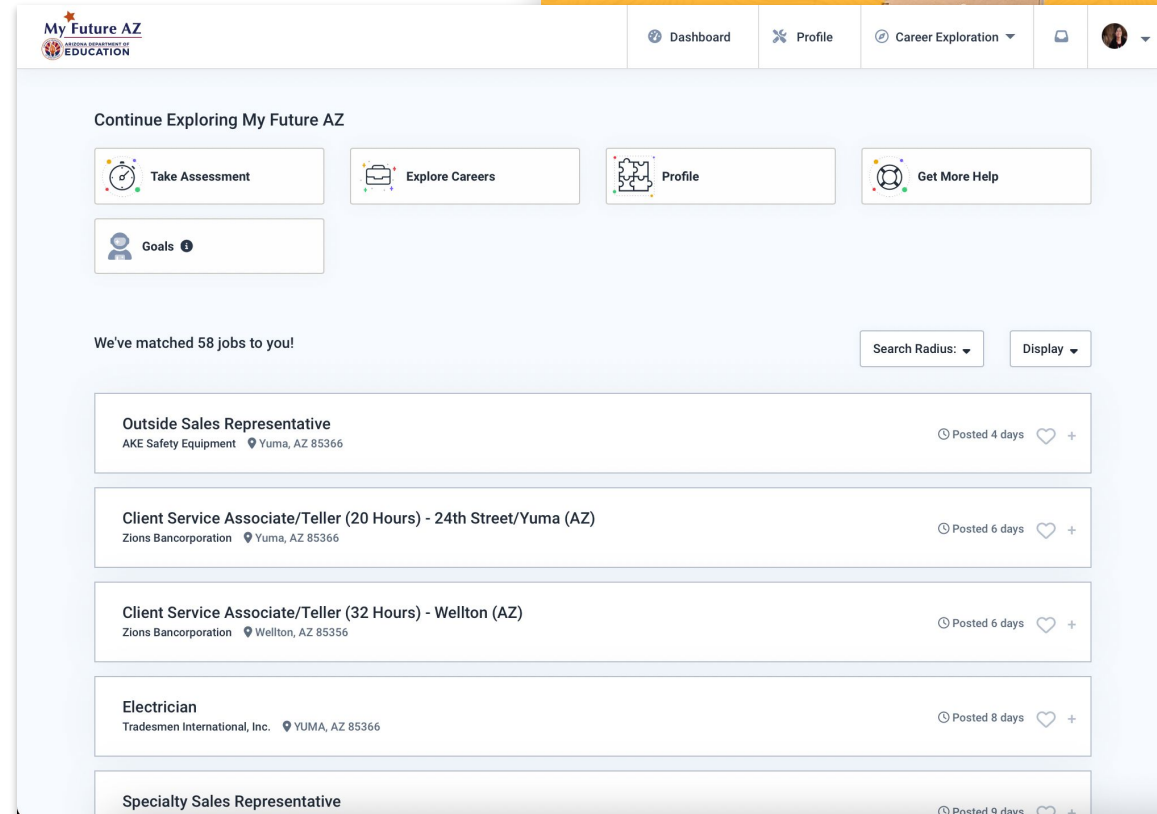 My Future AZ
ARIZONA DEPARTMENT OF
EDUCATION
Dashboard
Profile
Career Exploration
Continue Exploring My Future AZ
Take Assessment
Explore Careers
Profile
Get More Help
Goals
We've matched 58 jobs to you!
Search Radius:
Display
Outside Sales Representative
AKE Safety Equipment Yuma, AZ 85366
Posted 4 days
Client Service Associate/Teller (20 Hours) - 24th Street/Yuma (AZ)
Zions Bancorporation Yuma, AZ 85366
Posted 6 days
Client Service Associate/Teller (32 Hours) - Wellton (AZ)
Zions Bancorporation Wellton, AZ 85356
Posted 6 days
Electrician
Tradesmen International, Inc. YUMA, AZ 85366
Posted 8 days
Specialty Sales Representative
Posted 9 days